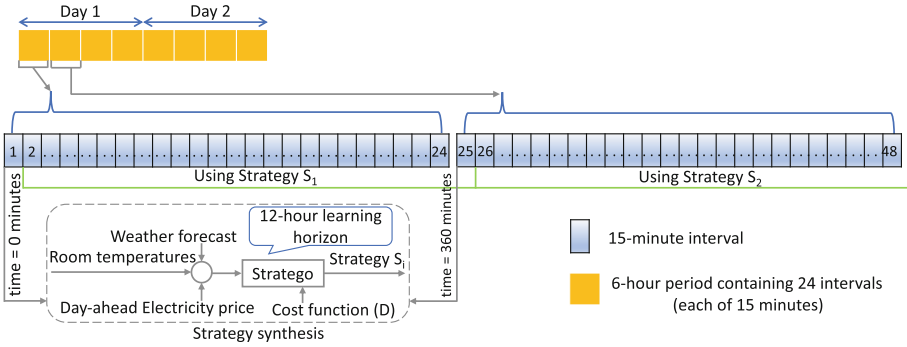 Day 1
Day 2
1
2
24
25
26
48
Using Strategy S1
Using Strategy S2
time = 0 minutes
time = 360 minutes
12-hour learning
horizon
Weather forecast
Room temperatures
Stratego
Strategy Si
Day-ahead Electricity price
Cost function (D)
Strategy synthesis
15-minute interval
6-hour period containing 24 intervals
(each of 15 minutes)